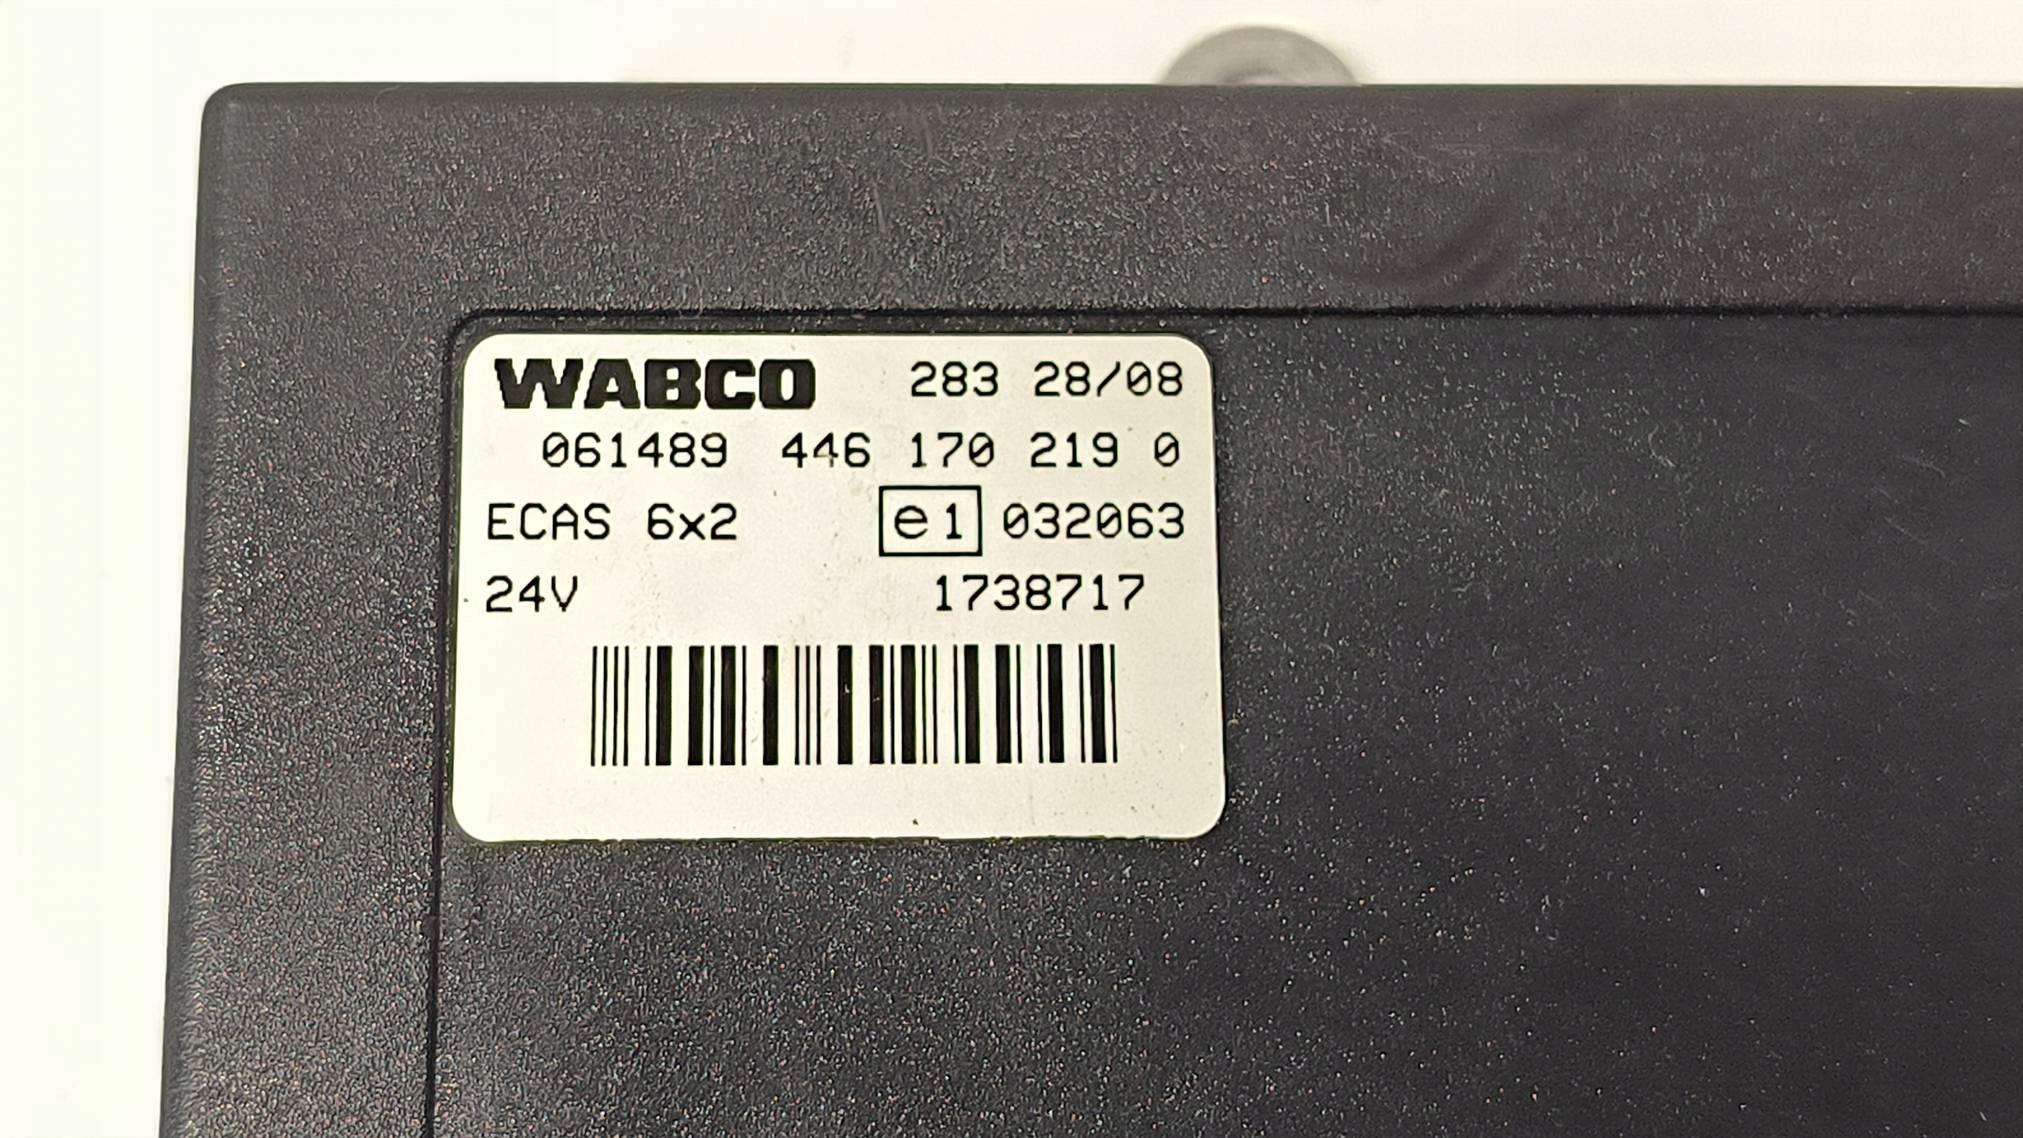 WABCO 283 28/08
061489 446 170 219 0
ECAS 6x2 e1 032063
24V 1738717